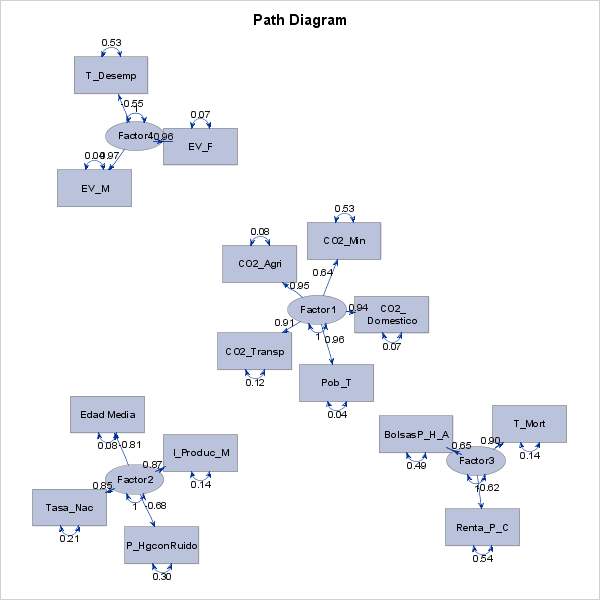 Path Diagram
0.53
T_Desemp
-0.55
1
0.07
Factor4
0.96
EV_F
0.97
EV_M
0.53
0.08
CO2_Min
CO2_Agri
0.64
0.95
Factor1
0.94
CO2_
Domestico
0.91
1
0.96
0.07
CO2_Transp
0.12
Pob_T
0.04
Edad Media
0.08
-0.81
I_Produc_M
0.87
0.14
Factor2
0.85
1
-0.68
Tasa_Nac
0.21
P_HgconRuido
0.30
BolsasP_H_A
T_Mort
0.65
0.90
0.49
0.14
Factor3
1
0.62
Renta_P_C
0.54